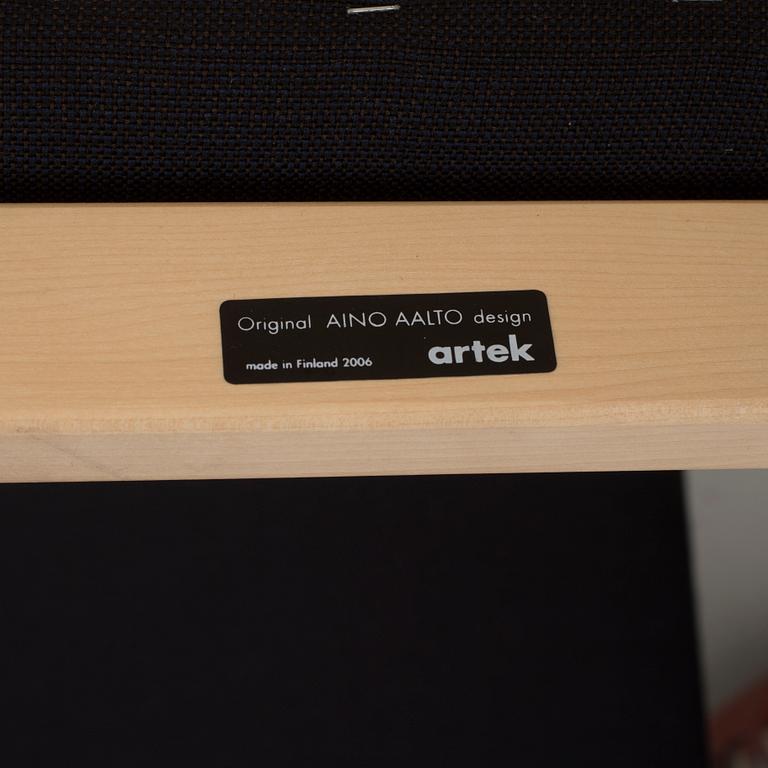 Original AINO AALTO design
made in Finland 2006 artek